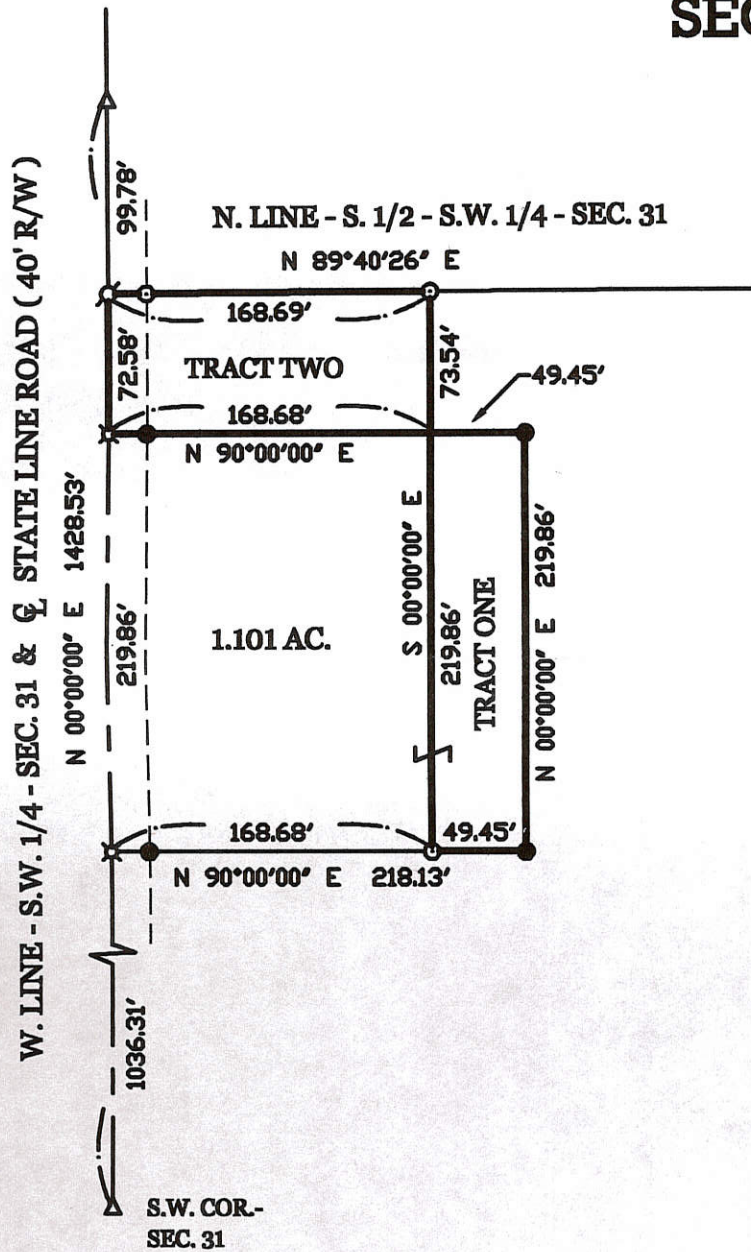 SEC
99.78'
N. LINE - S. 1/2 - S.W. 1/4 - SEC. 31
N 89°40'26" E
168.69'
72.58'
TRACT TWO
73.54'
49.45'
168.68'
N 90°00'00" E
W. LINE - S.W. 1/4 - SEC. 31 & ℄ STATE LINE ROAD ( 40' R/W )
N 00°00'00" E 1428.53'
219.86'
1.101 AC.
S 00°00'00" E
219.86'
TRACT ONE
N 00°00'00" E 219.86'
168.68'
49.45'
N 90°00'00" E 218.13'
1036.31'
S.W. COR.-
SEC. 31